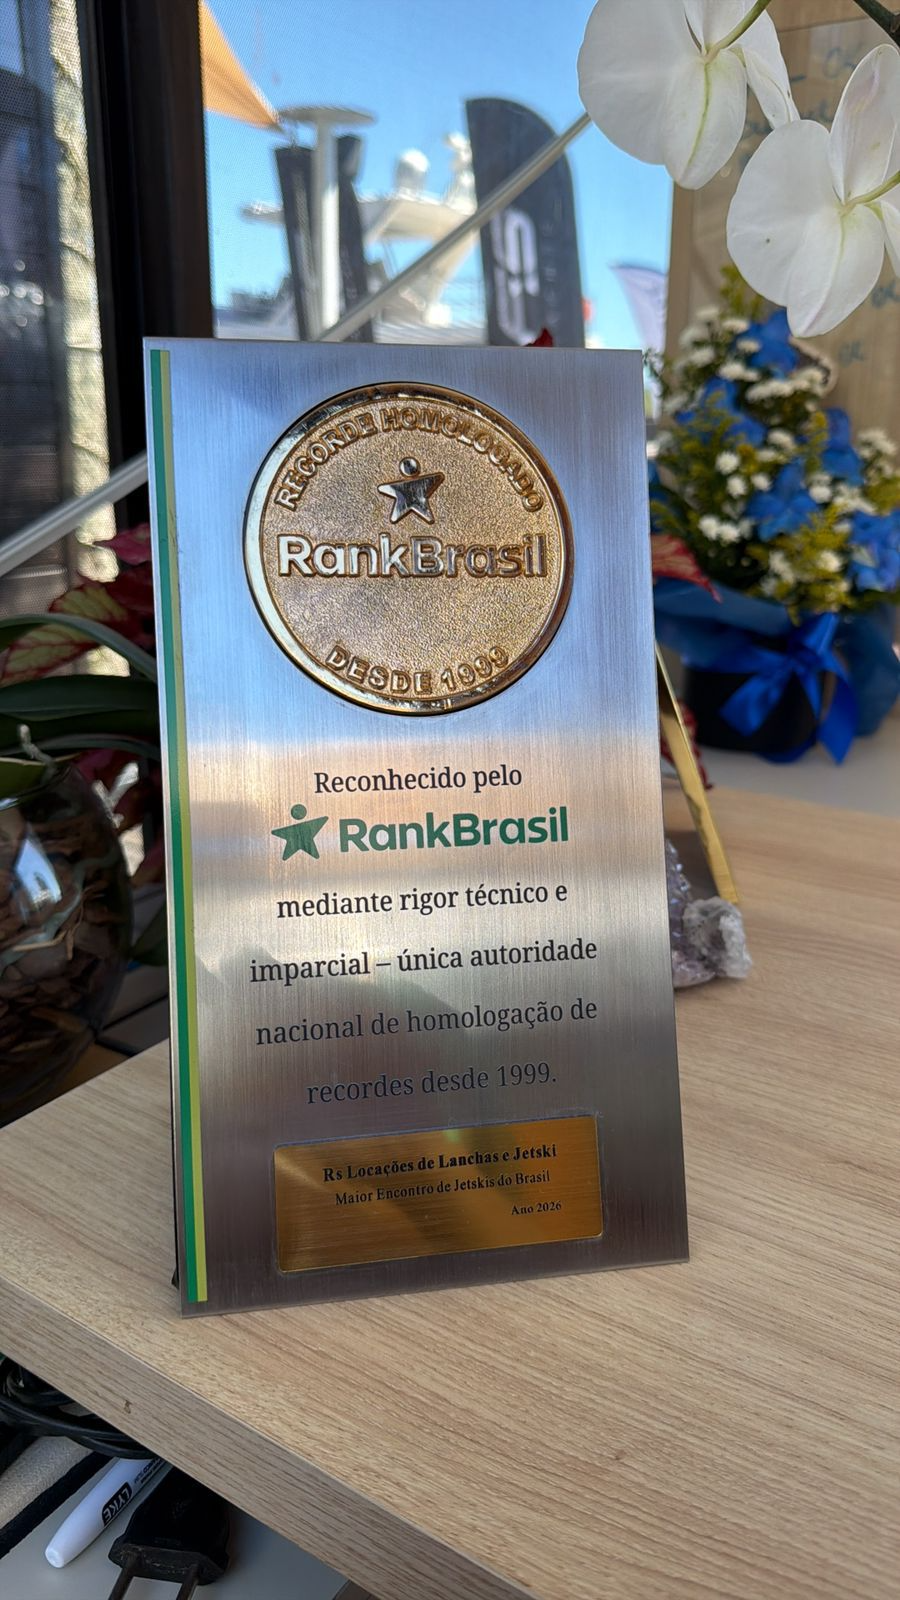 RECORDE HOMOLOGADO
RankBrasil
DESDE 1999
Reconhecido pelo
RankBrasil
mediante rigor técnico e
imparcial – única autoridade
nacional de homologação de
recordes desde 1999.
Rs Locações de Lanchas e Jetski
Maior Encontro de Jetskis do Brasil
Ano 2026
LYKE